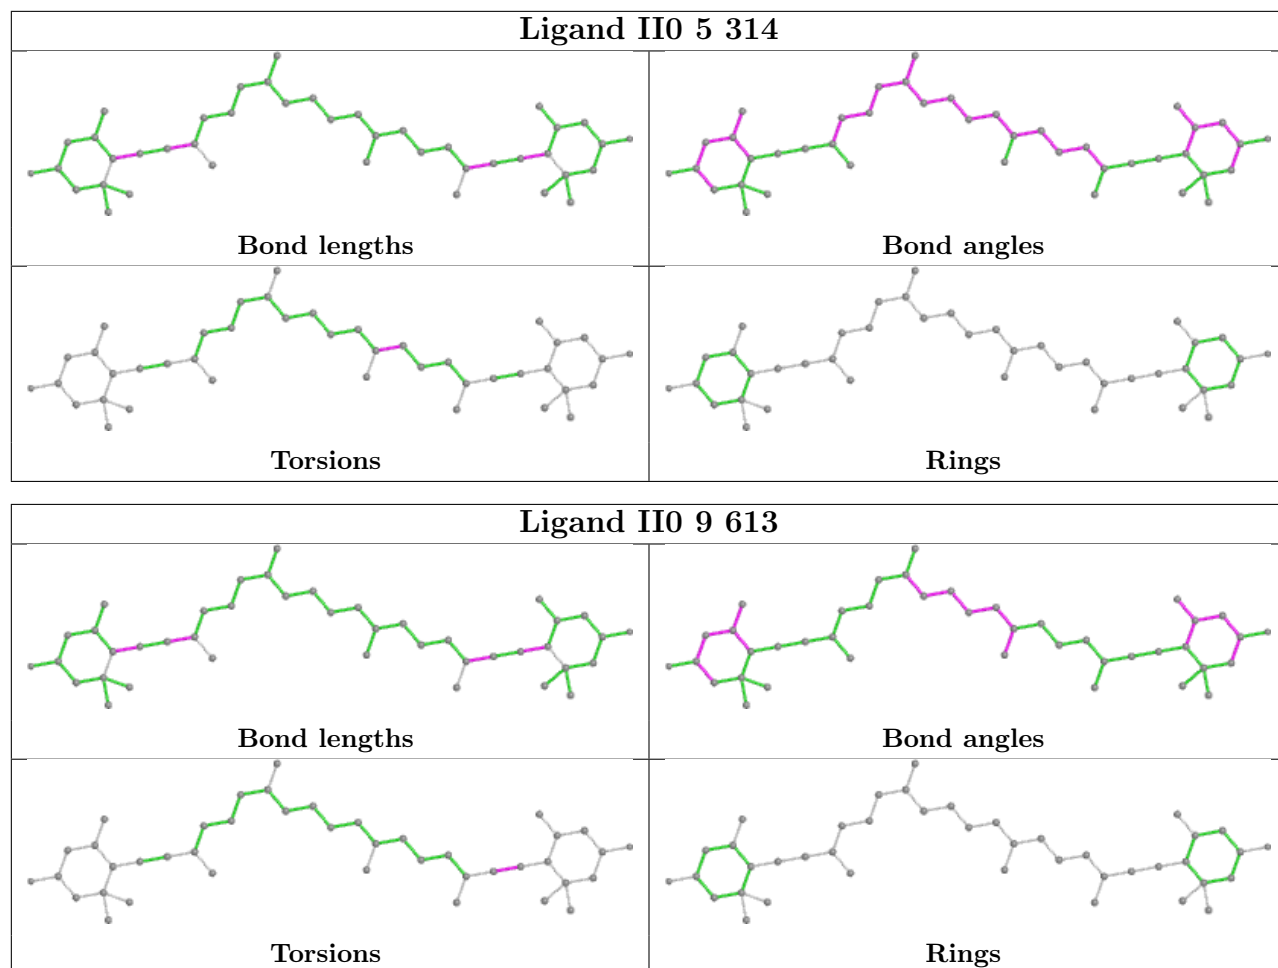 Ligand II0 5 314
Bond lengths
Bond angles
Torsions
Rings
Ligand II0 9 613
Bond lengths
Bond angles
Torsions
Rings